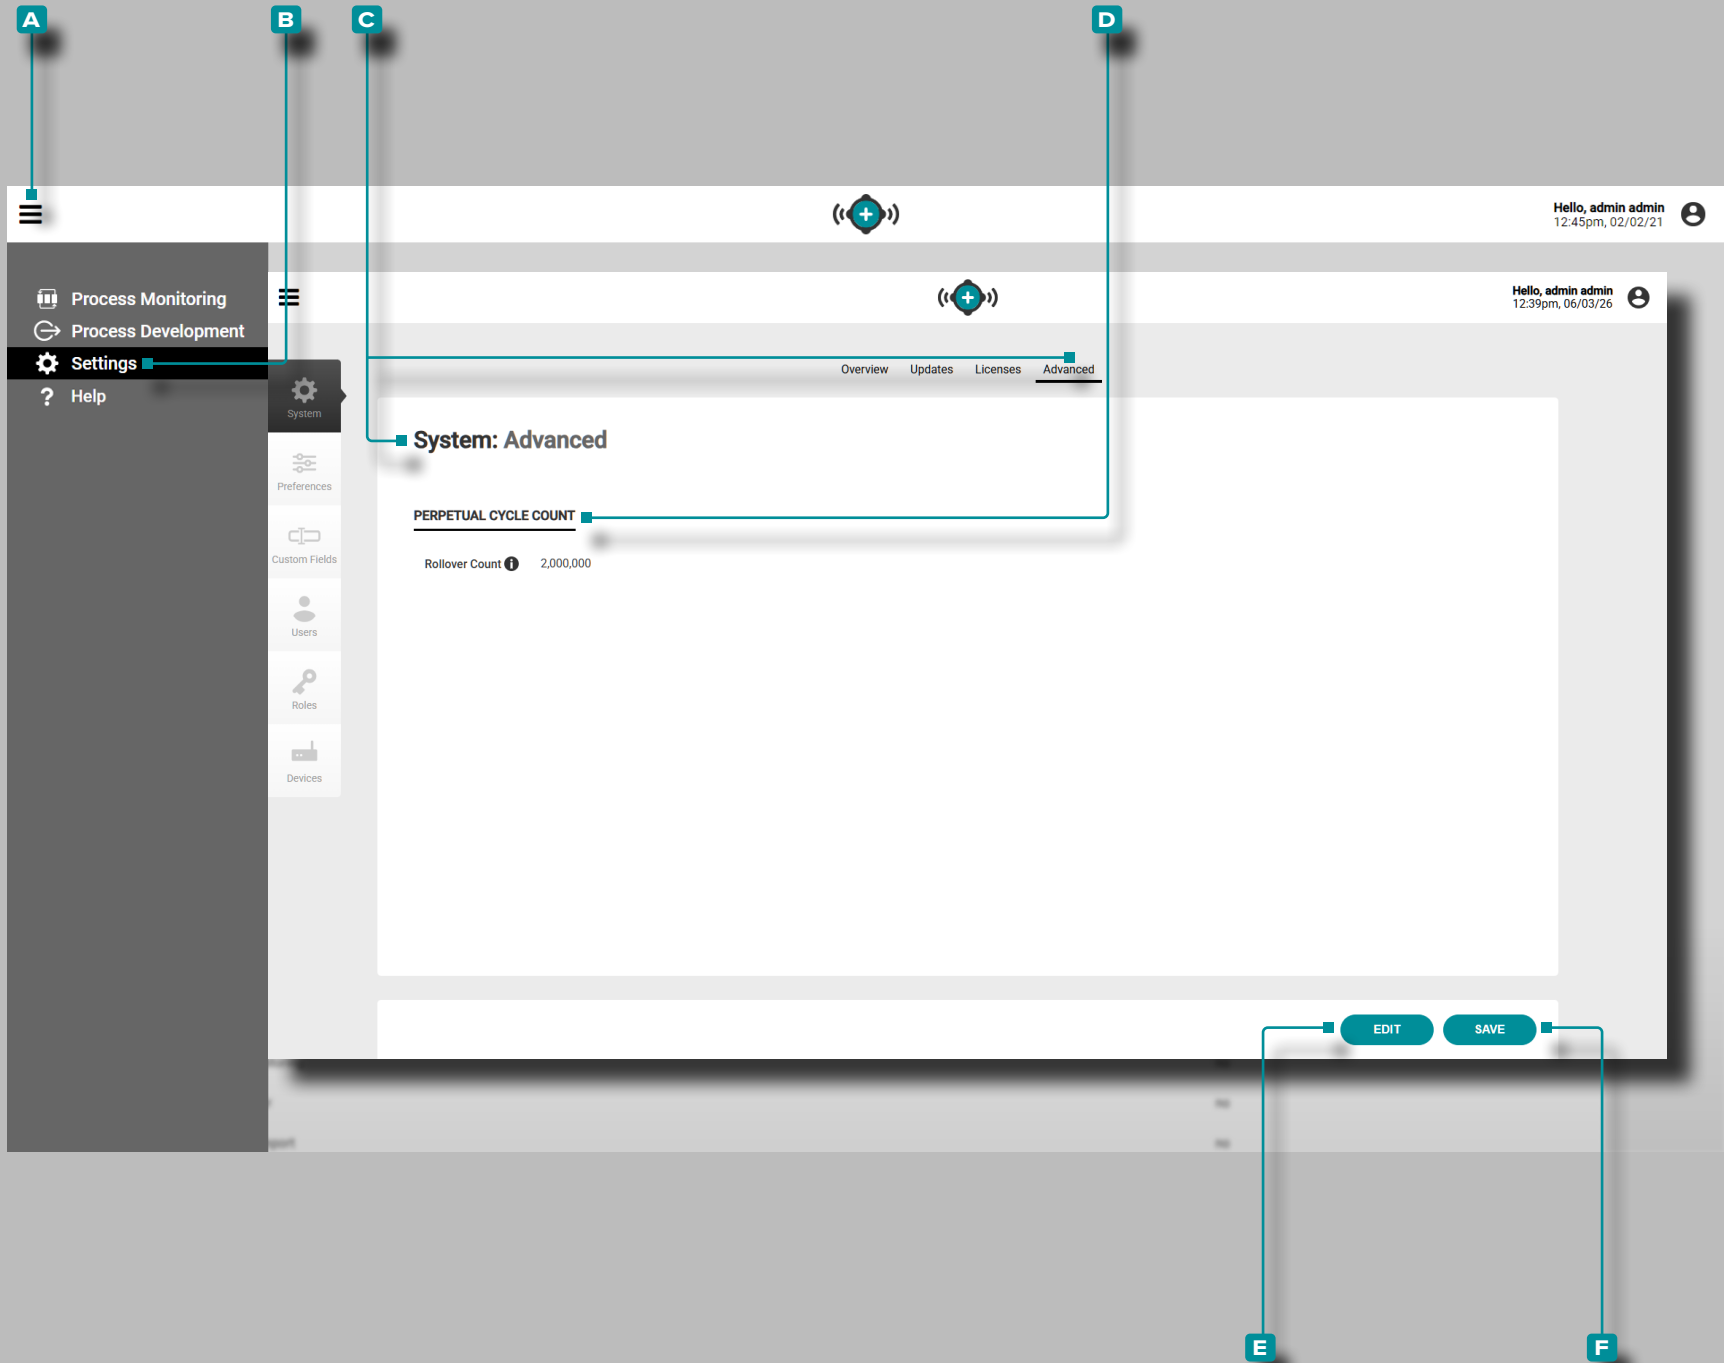 A
B
C
D
Hello, admin admin
12:45pm, 02/02/21
Process Monitoring
Process Development
Settings
Help
Hello, admin admin
12:39pm, 06/03/26
Overview
Updates
Licenses
Advanced
System
Preferences
Custom Fields
Users
Roles
Devices
System: Advanced
PERPETUAL CYCLE COUNT
Rollover Count 2,000,000
EDIT
SAVE
no
no
E
F